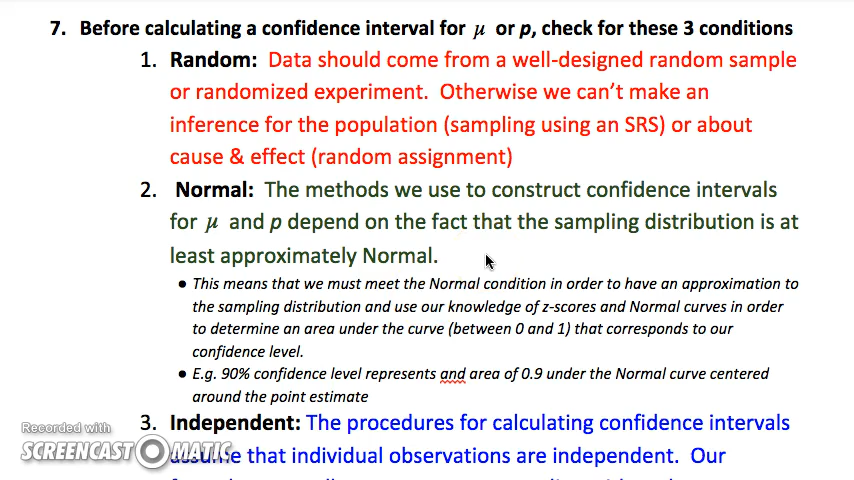 7. Before calculating a confidence interval for μ or p, check for these 3 conditions
1. Random: Data should come from a well-designed random sample
or randomized experiment. Otherwise we can't make an
inference for the population (sampling using an SRS) or about
cause & effect (random assignment)
2. Normal: The methods we use to construct confidence intervals
for μ and p depend on the fact that the sampling distribution is at
least approximately Normal.
• This means that we must meet the Normal condition in order to have an approximation to
the sampling distribution and use our knowledge of z-scores and Normal curves in order
to determine an area under the curve (between 0 and 1) that corresponds to our
confidence level.
• E.g. 90% confidence level represents and area of 0.9 under the Normal curve centered
around the point estimate
3. Independent: The procedures for calculating confidence intervals
assume that individual observations are independent. Our
Recorded with
SCREENCAST-O-MATIC